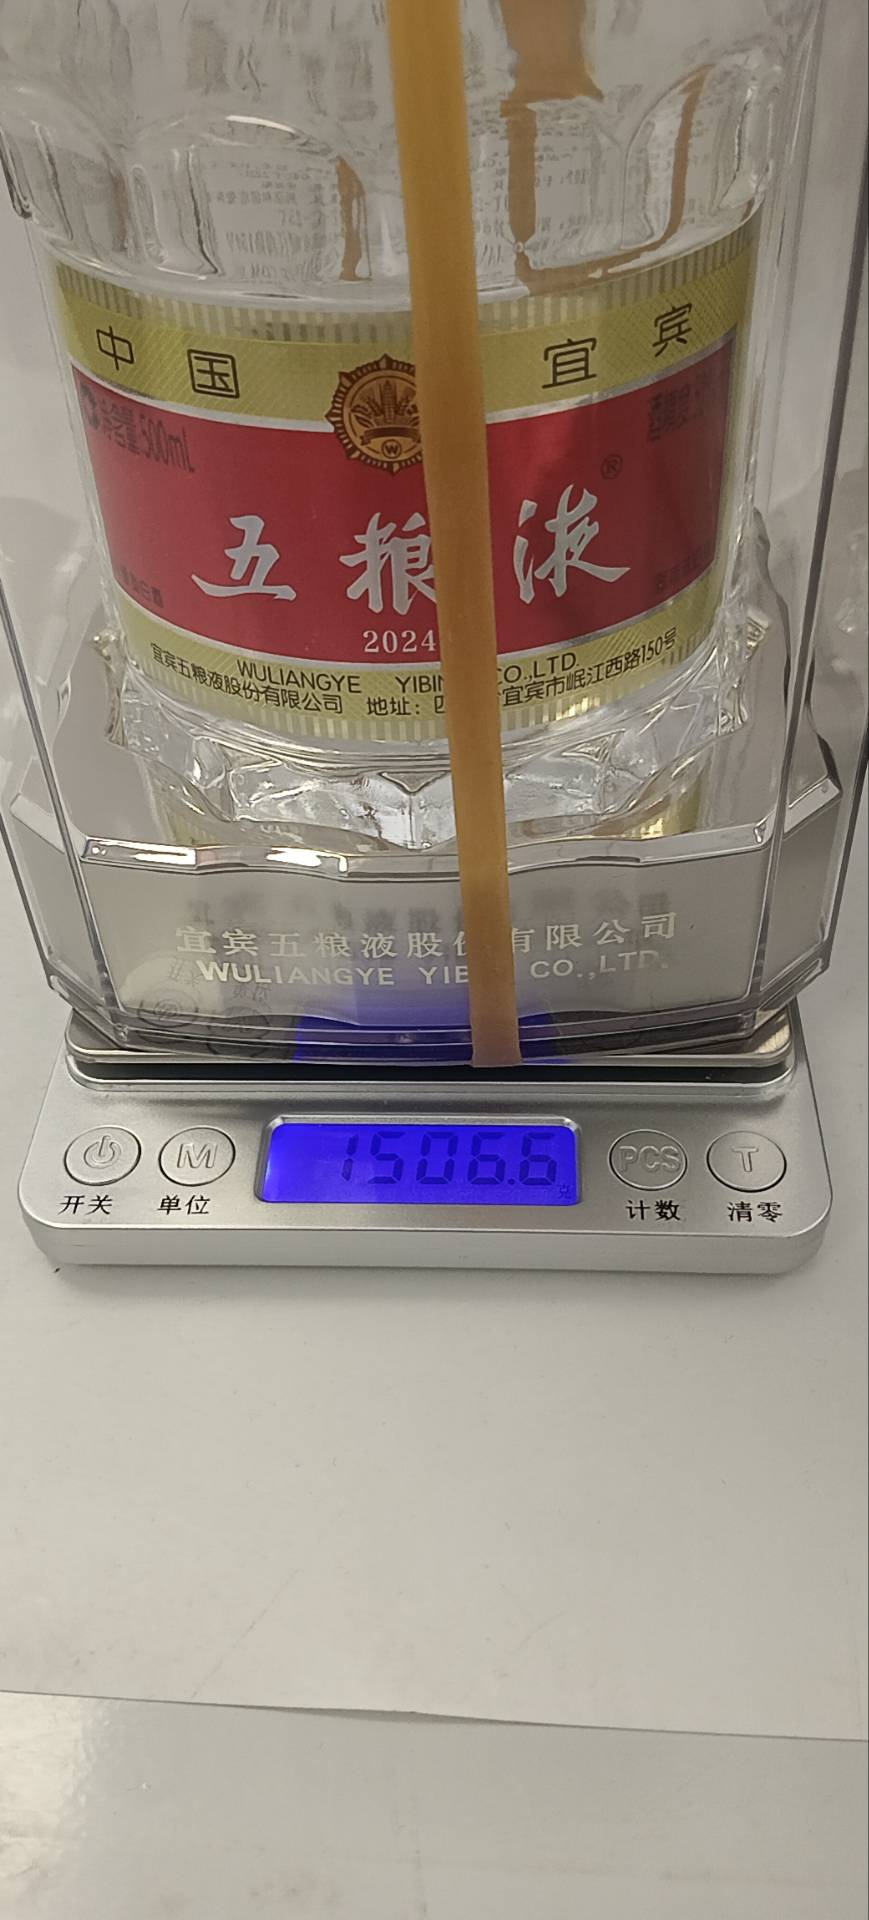 中国 宜宾
净含量:500mL
五粮液®
2024
WULIANGYE YIBIN CO.,LTD.
宜宾五粮液股份有限公司 地址:四 宜宾市岷江西路150号
宜宾五粮液股份有限公司
WULIANGYE YIBIN CO.,LTD.
1506.6
克
M PCS T
开关 单位 计数 清零